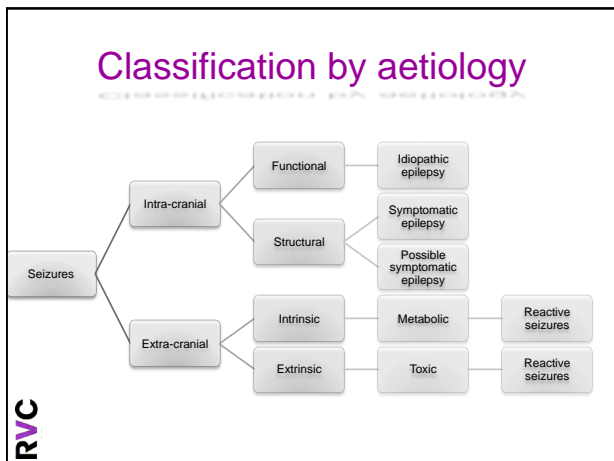 Classification by aetiology
Seizures
Intra-cranial
Functional
Idiopathic
epilepsy
Structural
Symptomatic
epilepsy
Possible
symptomatic
epilepsy
Extra-cranial
Intrinsic
Metabolic
Reactive
seizures
Extrinsic
Toxic
Reactive
seizures
RVC